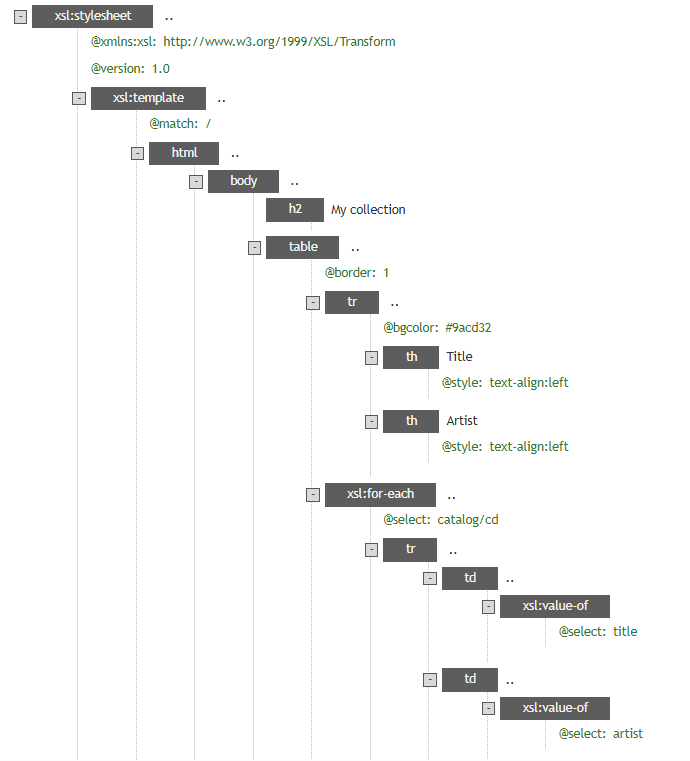 - xsl:stylesheet ..
@xmlns:xsl: http://www.w3.org/1999/XSL/Transform
@version: 1.0
- xsl:template ..
@match: /
- html ..
- body ..
h2 My collection
- table ..
@border: 1
- tr ..
@bgcolor: #9acd32
- th Title
@style: text-align:left
- th Artist
@style: text-align:left
- xsl:for-each ..
@select: catalog/cd
- tr ..
- td ..
- xsl:value-of
@select: title
- td ..
- xsl:value-of
@select: artist